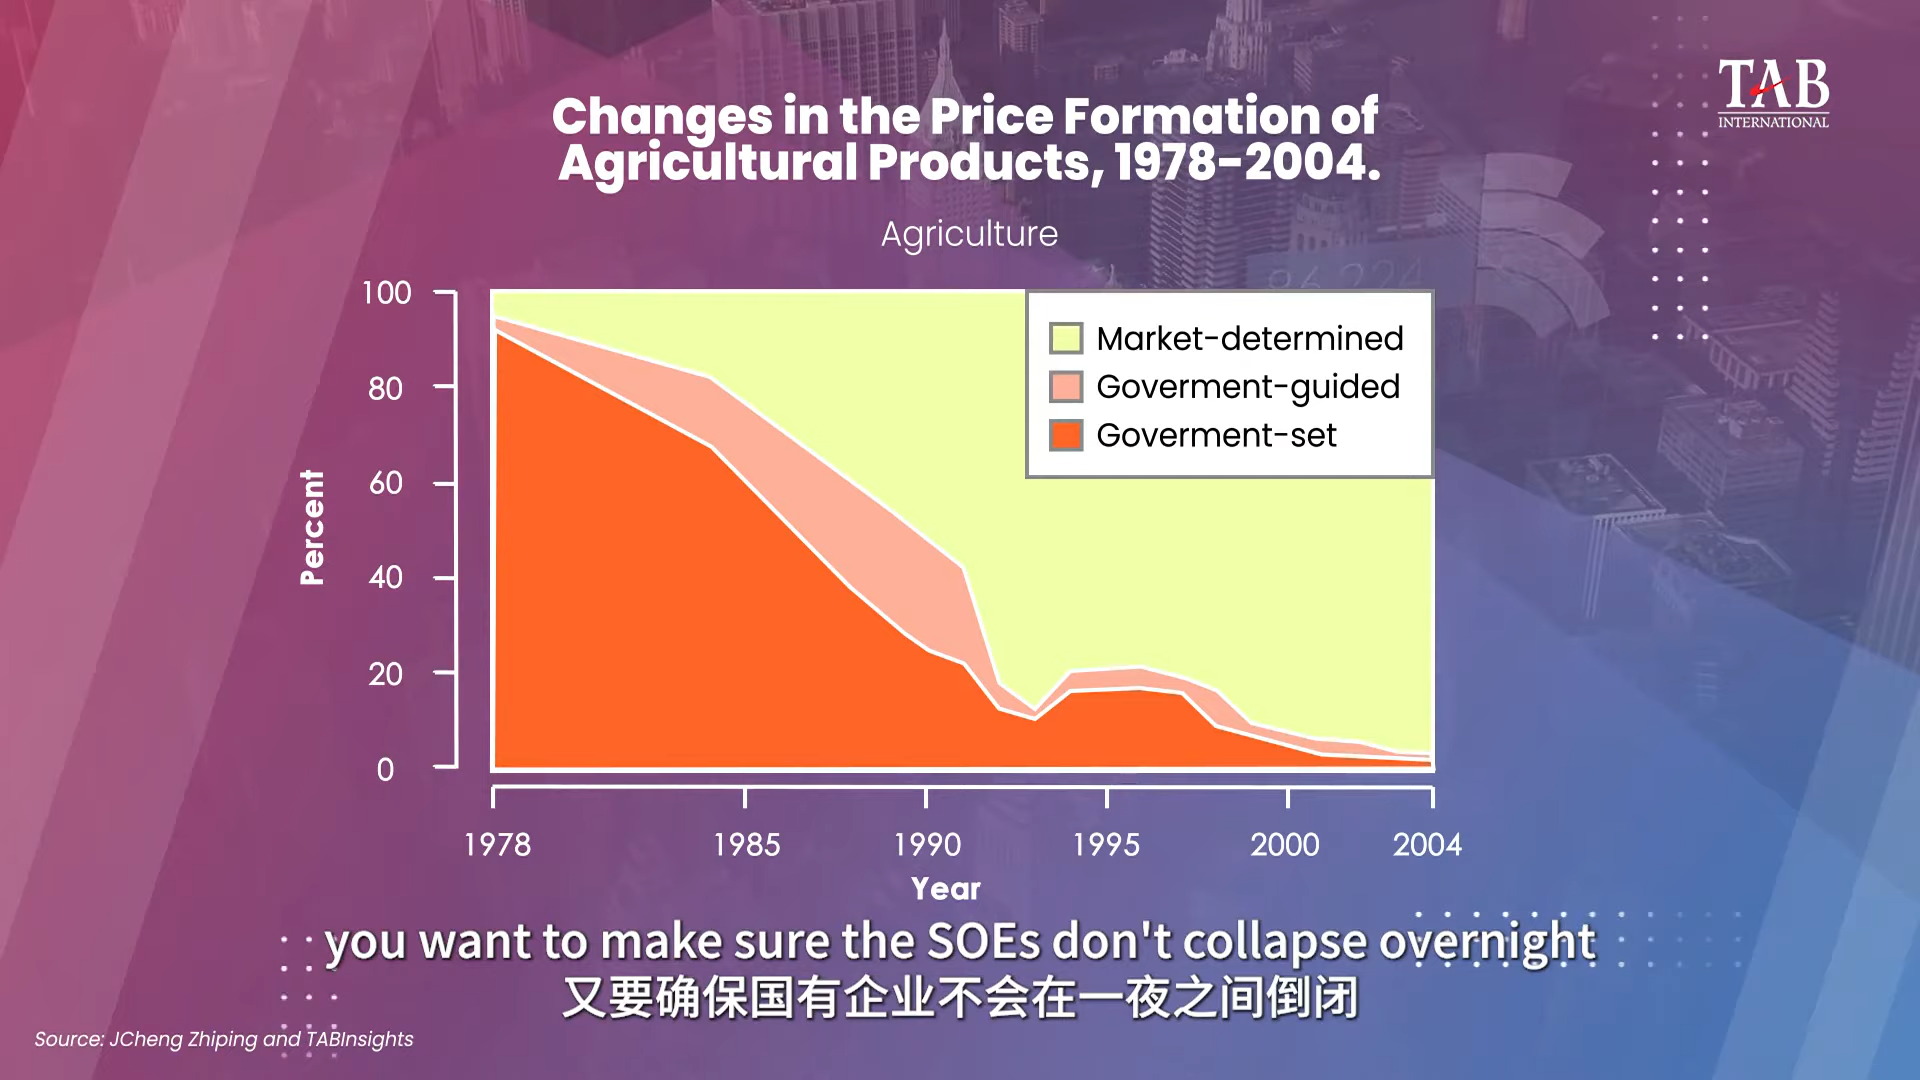 TAB
INTERNATIONAL
Changes in the Price Formation of
Agricultural Products, 1978-2004.
Agriculture
100
80
60
40
20
0
Percent
Market-determined
Goverment-guided
Goverment-set
96,224
1978
1985
1990
1995
2000
2004
Year
you want to make sure the SOEs don't collapse overnight
又要确保国有企业不会在一夜之间倒闭
Source: JCheng Zhiping and TABInsights